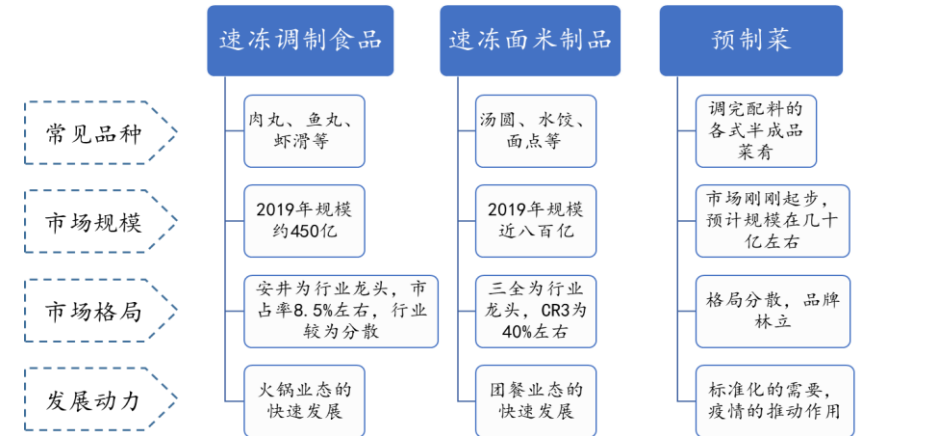 速冻调制食品
速冻面米制品
预制菜
常见品种
肉丸、鱼丸、
虾滑等
汤圆、水饺、
面点等
调完配料的
各式半成品
菜肴
市场规模
2019年规模
约450亿
2019年规模
近八百亿
市场刚刚起步，
预计规模在几十
亿左右
市场格局
安井为行业龙头，市
占率8.5%左右，行业
较为分散
三全为行业
龙头，CR3为
40%左右
格局分散，品牌
林立
发展动力
火锅业态的
快速发展
团餐业态的
快速发展
标准化的需要，
疫情的推动作用